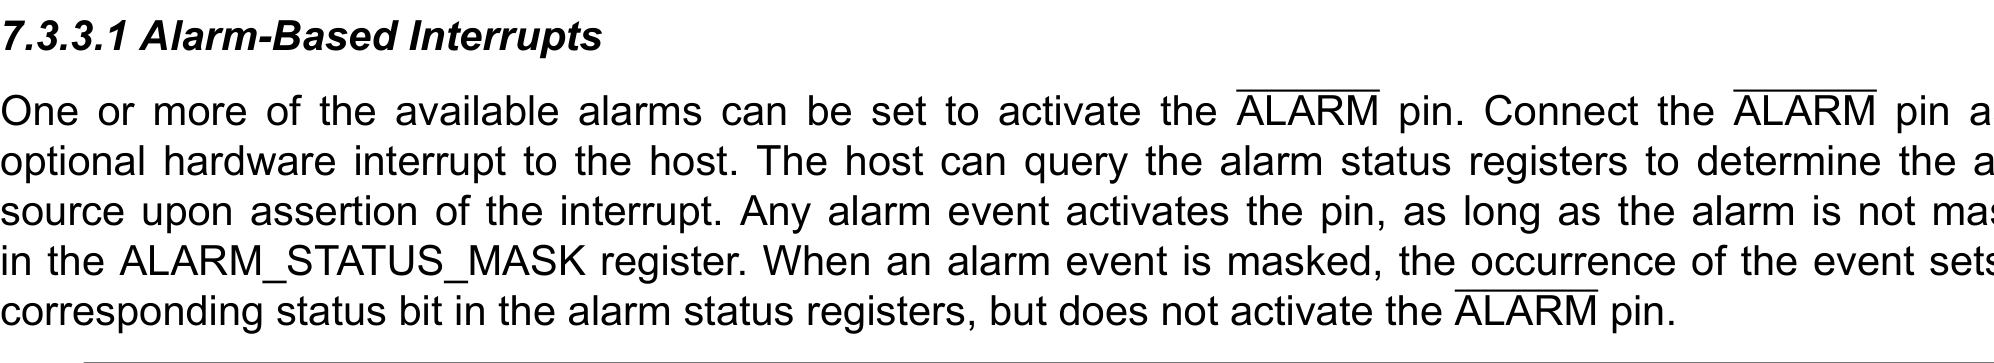 7.3.3.1 Alarm-Based Interrupts
One or more of the available alarms can be set to activate the ALARM pin. Connect the ALARM pin a
optional hardware interrupt to the host. The host can query the alarm status registers to determine the a
source upon assertion of the interrupt. Any alarm event activates the pin, as long as the alarm is not mas
in the ALARM_STATUS_MASK register. When an alarm event is masked, the occurrence of the event sets
corresponding status bit in the alarm status registers, but does not activate the ALARM pin.